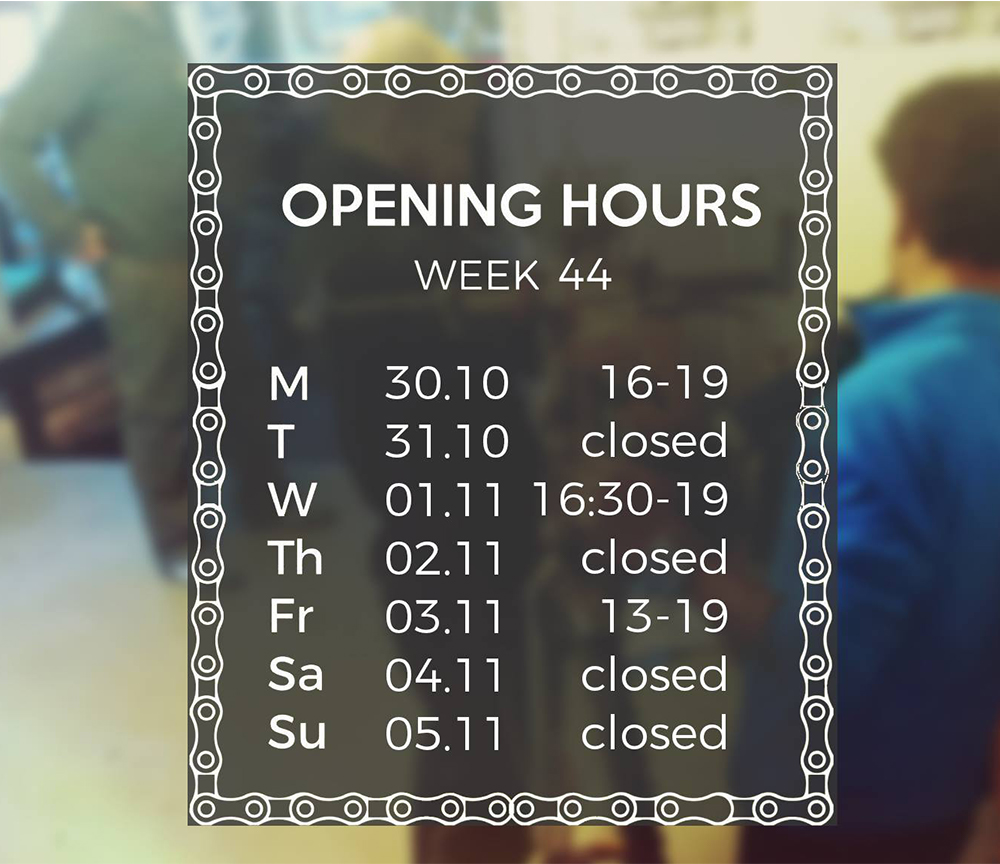 OPENING HOURS
WEEK 44
M 30.10 16-19
T 31.10 closed
W 01.11 16:30-19
Th 02.11 closed
Fr 03.11 13-19
Sa 04.11 closed
Su 05.11 closed